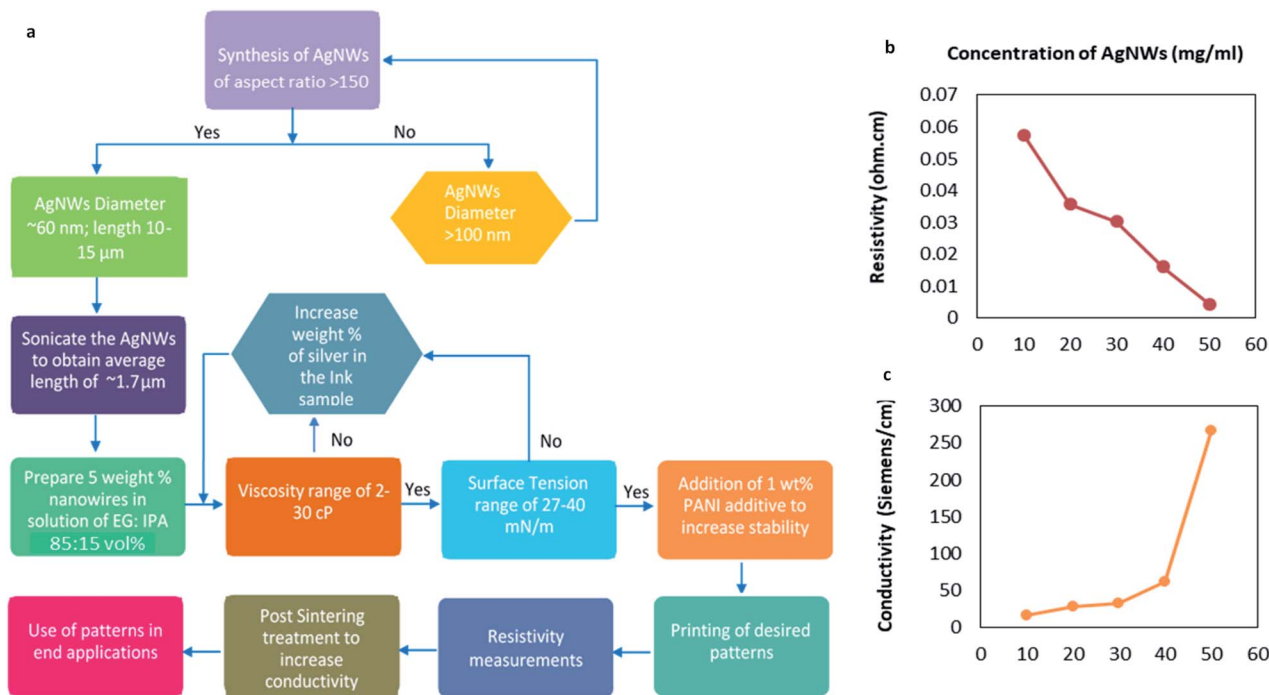 a
Synthesis of AgNWs
of aspect ratio >150
Yes
No
AgNWs Diameter
~60 nm; length 10-
15 µm
AgNWs
Diameter
>100 nm
Sonicate the AgNWs
to obtain average
length of ~1.7µm
Increase
weight %
of silver in
the Ink
sample
No
No
Prepare 5 weight %
nanowires in
solution of EG: IPA
85:15 vol%
Viscosity range of 2-
30 cP
Yes
Surface Tension
range of 27-40
mN/m
Yes
Addition of 1 wt%
PANI additive to
increase stability
Use of patterns in
end applications
Post Sintering
treatment to
increase
conductivity
Resistivity
measurements
Printing of desired
patterns
b
Concentration of AgNWs (mg/ml)
Resistivity (ohm.cm)
0.07
0.06
0.05
0.04
0.03
0.02
0.01
0
0 10 20 30 40 50 60
c
Conductivity (Siemens/cm)
300
250
200
150
100
50
0
0 10 20 30 40 50 60